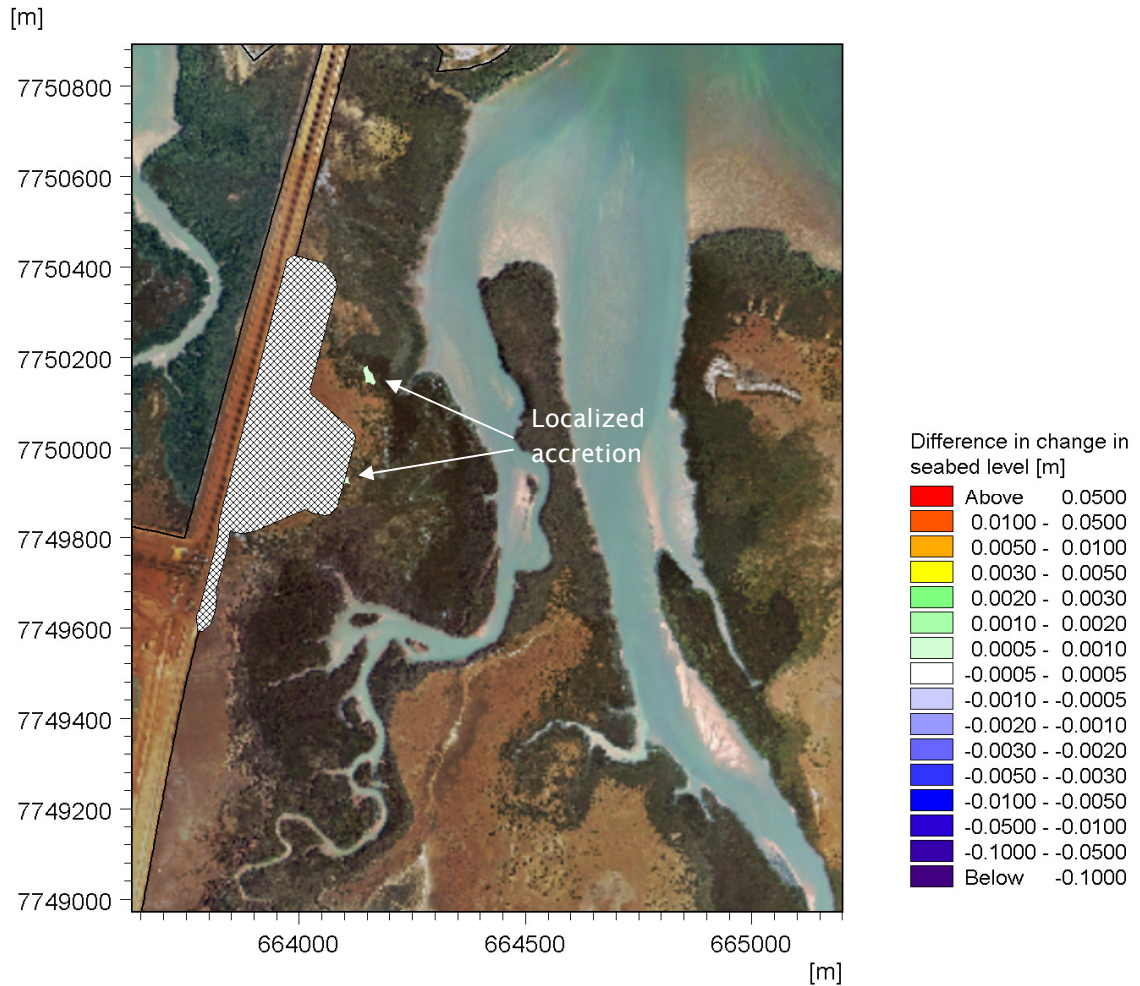 [m]
7750800
7750600
7750400
7750200
7750000
7749800
7749600
7749400
7749200
7749000
664000
664500
665000
[m]
Localized
accretion
Difference in change in
seabed level [m]
Above 0.0500
0.0100 - 0.0500
0.0050 - 0.0100
0.0030 - 0.0050
0.0020 - 0.0030
0.0010 - 0.0020
0.0005 - 0.0010
-0.0005 - 0.0005
-0.0010 - -0.0005
-0.0020 - -0.0010
-0.0030 - -0.0020
-0.0050 - -0.0030
-0.0100 - -0.0050
-0.0500 - -0.0100
-0.1000 - -0.0500
Below -0.1000